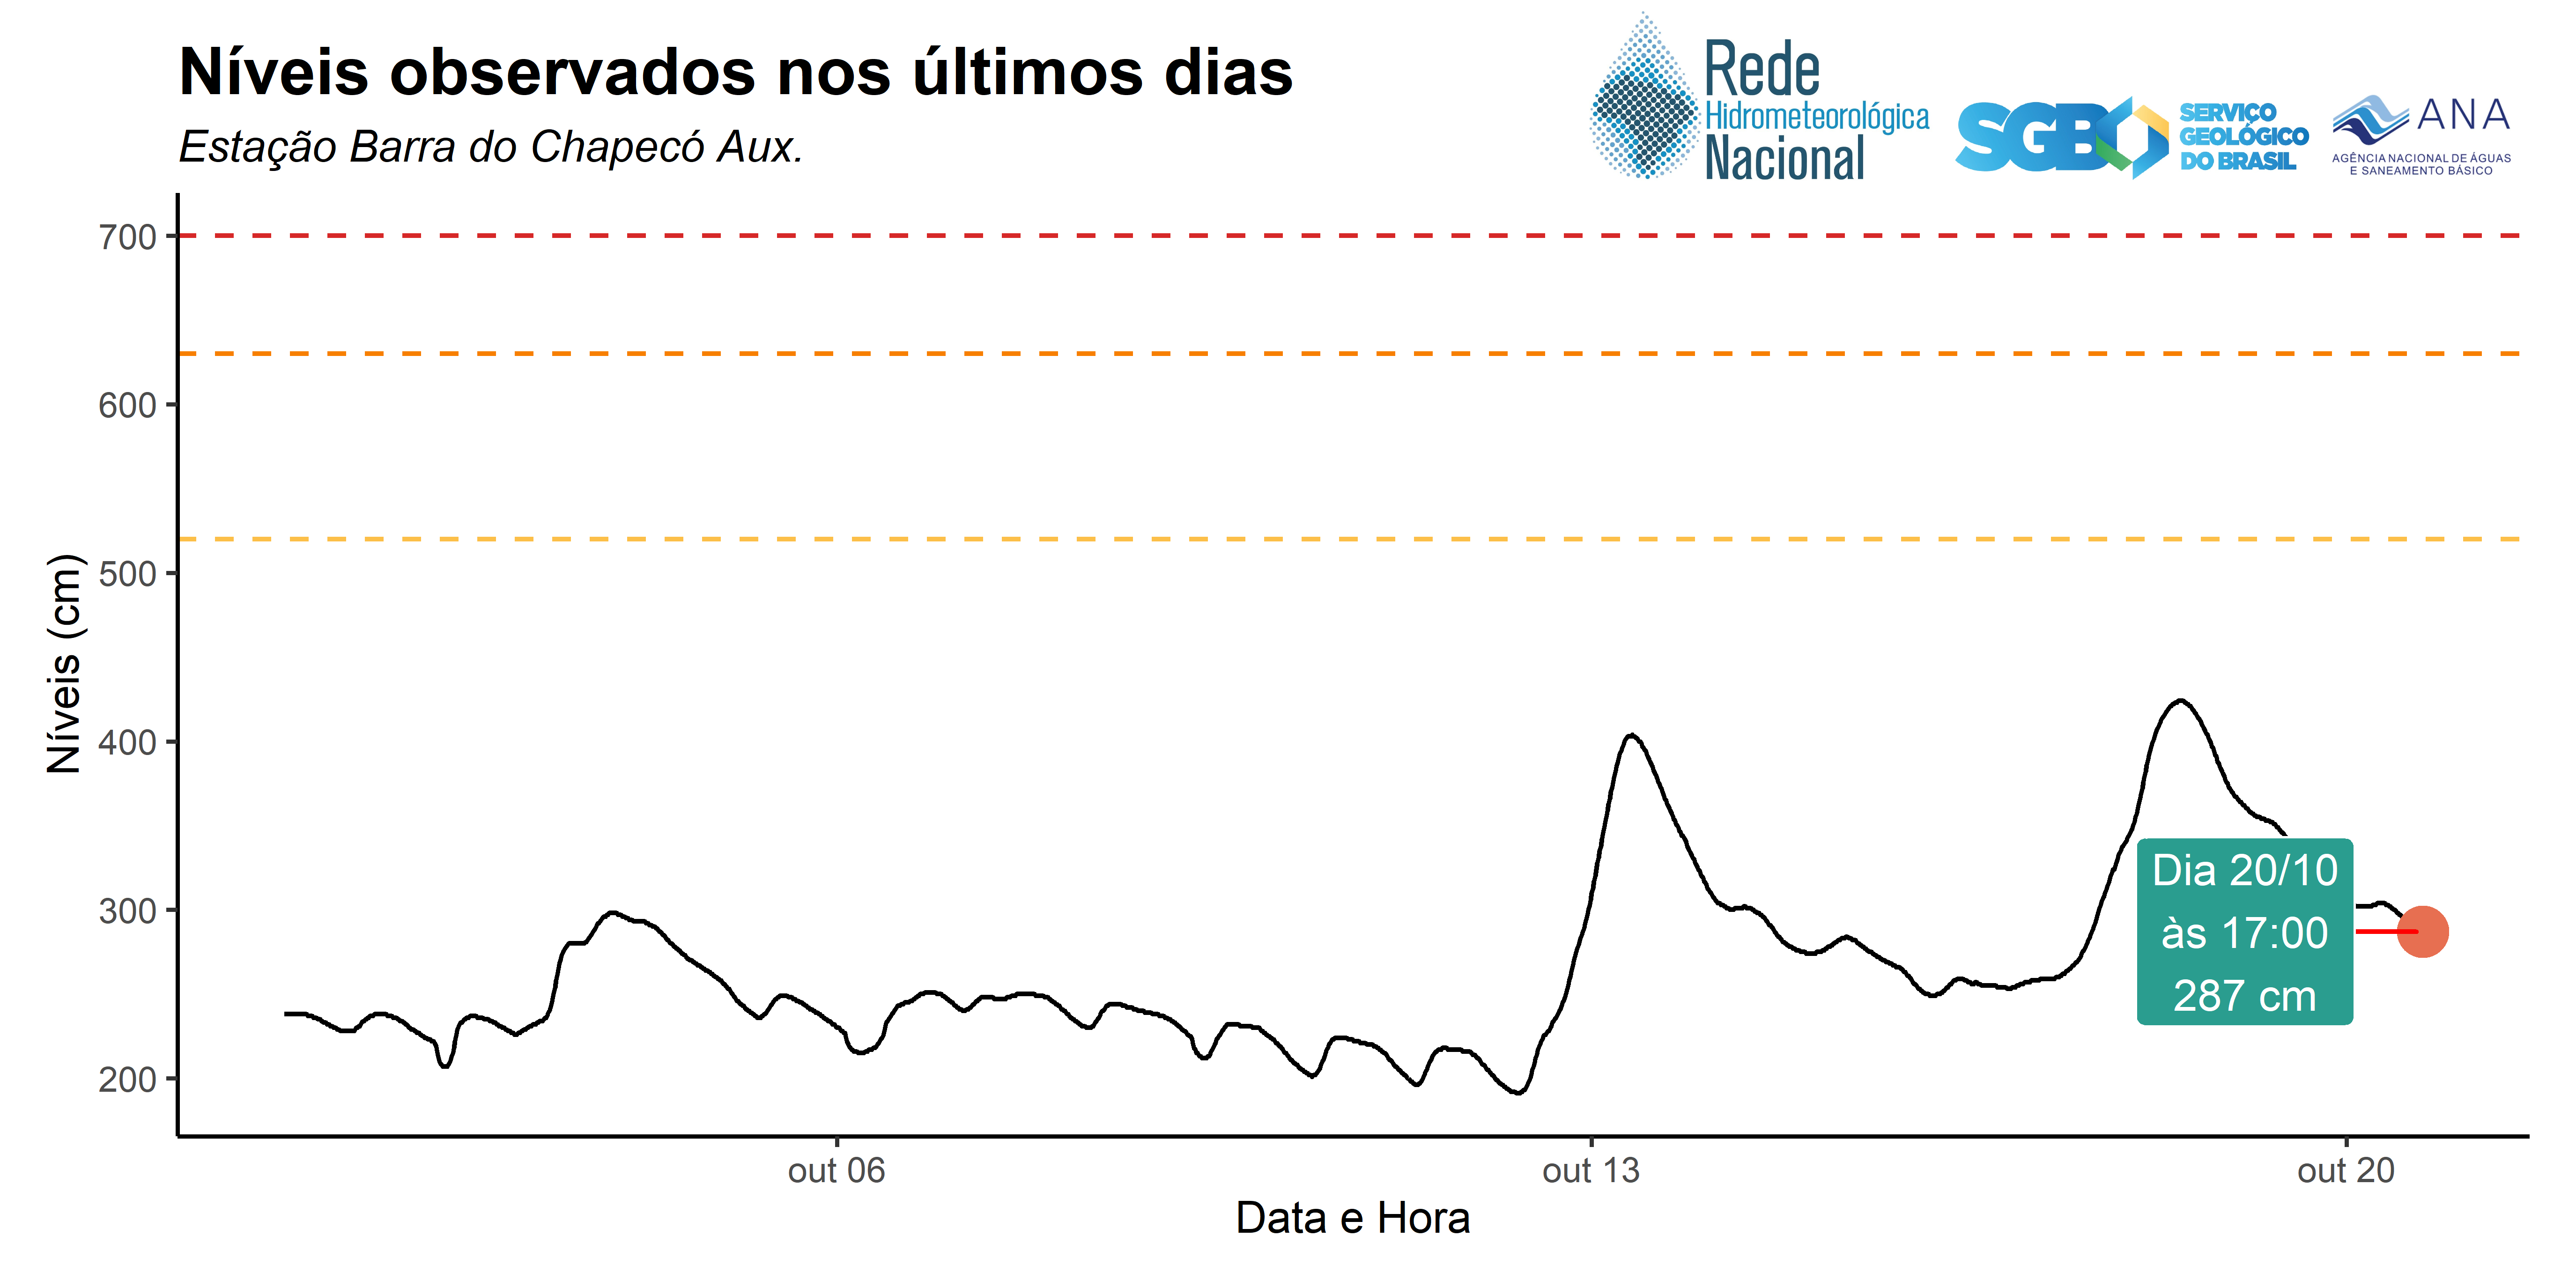 Níveis observados nos últimos dias
Estação Barra do Chapecó Aux.
Rede
Hidrometeorológica
Nacional
SGB
SERVIÇO
GEOLÓGICO
DO BRASIL
ANA
AGÊNCIA NACIONAL DE ÁGUAS
E SANEAMENTO BÁSICO
Níveis (cm)
700
600
500
400
300
200
Dia 20/10
às 17:00
287 cm
out 06
out 13
out 20
Data e Hora